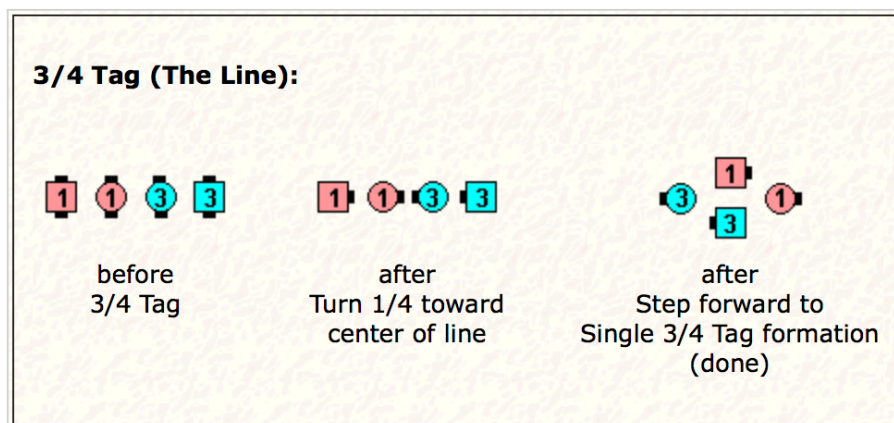 3/4 Tag (The Line):
1
1 1 3 3 1 1 3 3 3 1
3
before after after
3/4 Tag Turn 1/4 toward Step forward to
center of line Single 3/4 Tag formation
(done)